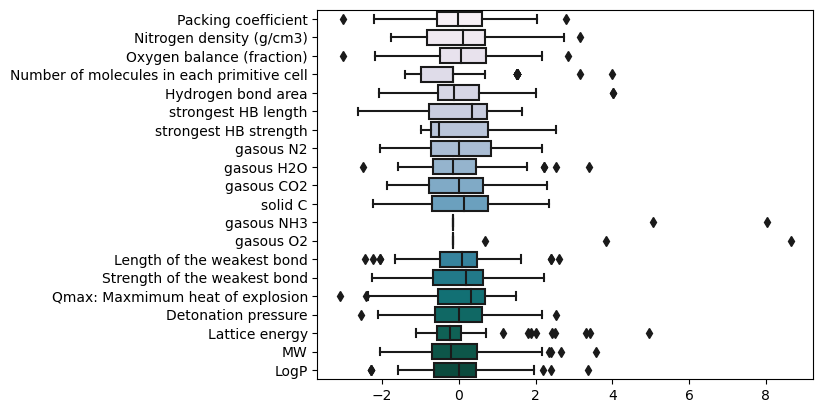 Packing coefficient
Nitrogen density (g/cm3)
Oxygen balance (fraction)
Number of molecules in each primitive cell
Hydrogen bond area
strongest HB length
strongest HB strength
gasous N2
gasous H2O
gasous CO2
solid C
gasous NH3
gasous O2
Length of the weakest bond
Strength of the weakest bond
Qmax: Maxmimum heat of explosion
Detonation pressure
Lattice energy
MW
LogP
−2 0 2 4 6 8